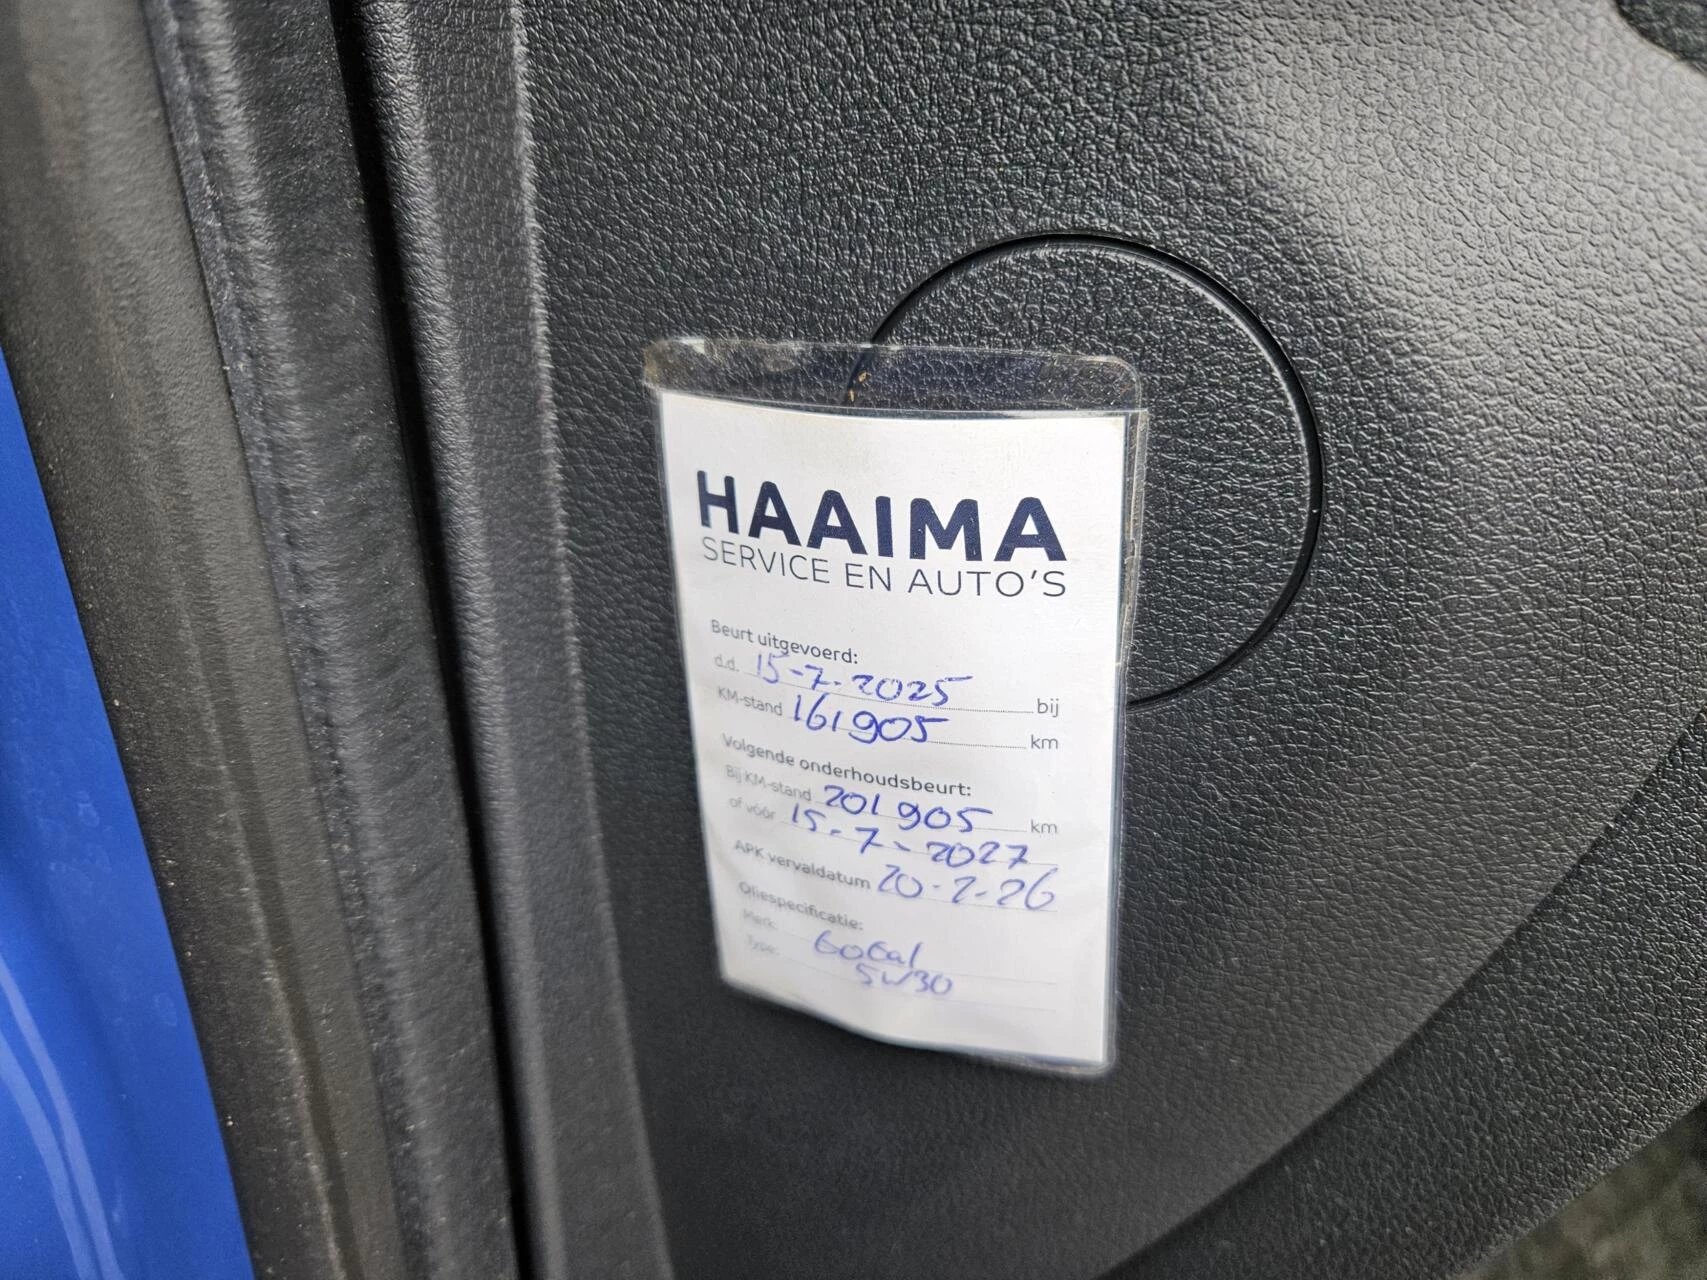 HAAIMA
SERVICE EN AUTO'S
Beurt uitgevoerd:
d.d. 15-7-2025 bij
KM-stand 161905 km
Volgende onderhoudsbeurt:
Bij KM-stand 201905 km
of vóór 15-7-2027
APK vervaldatum 20-2-26
Oliespecificatie:
Merk:
Type: 5W30